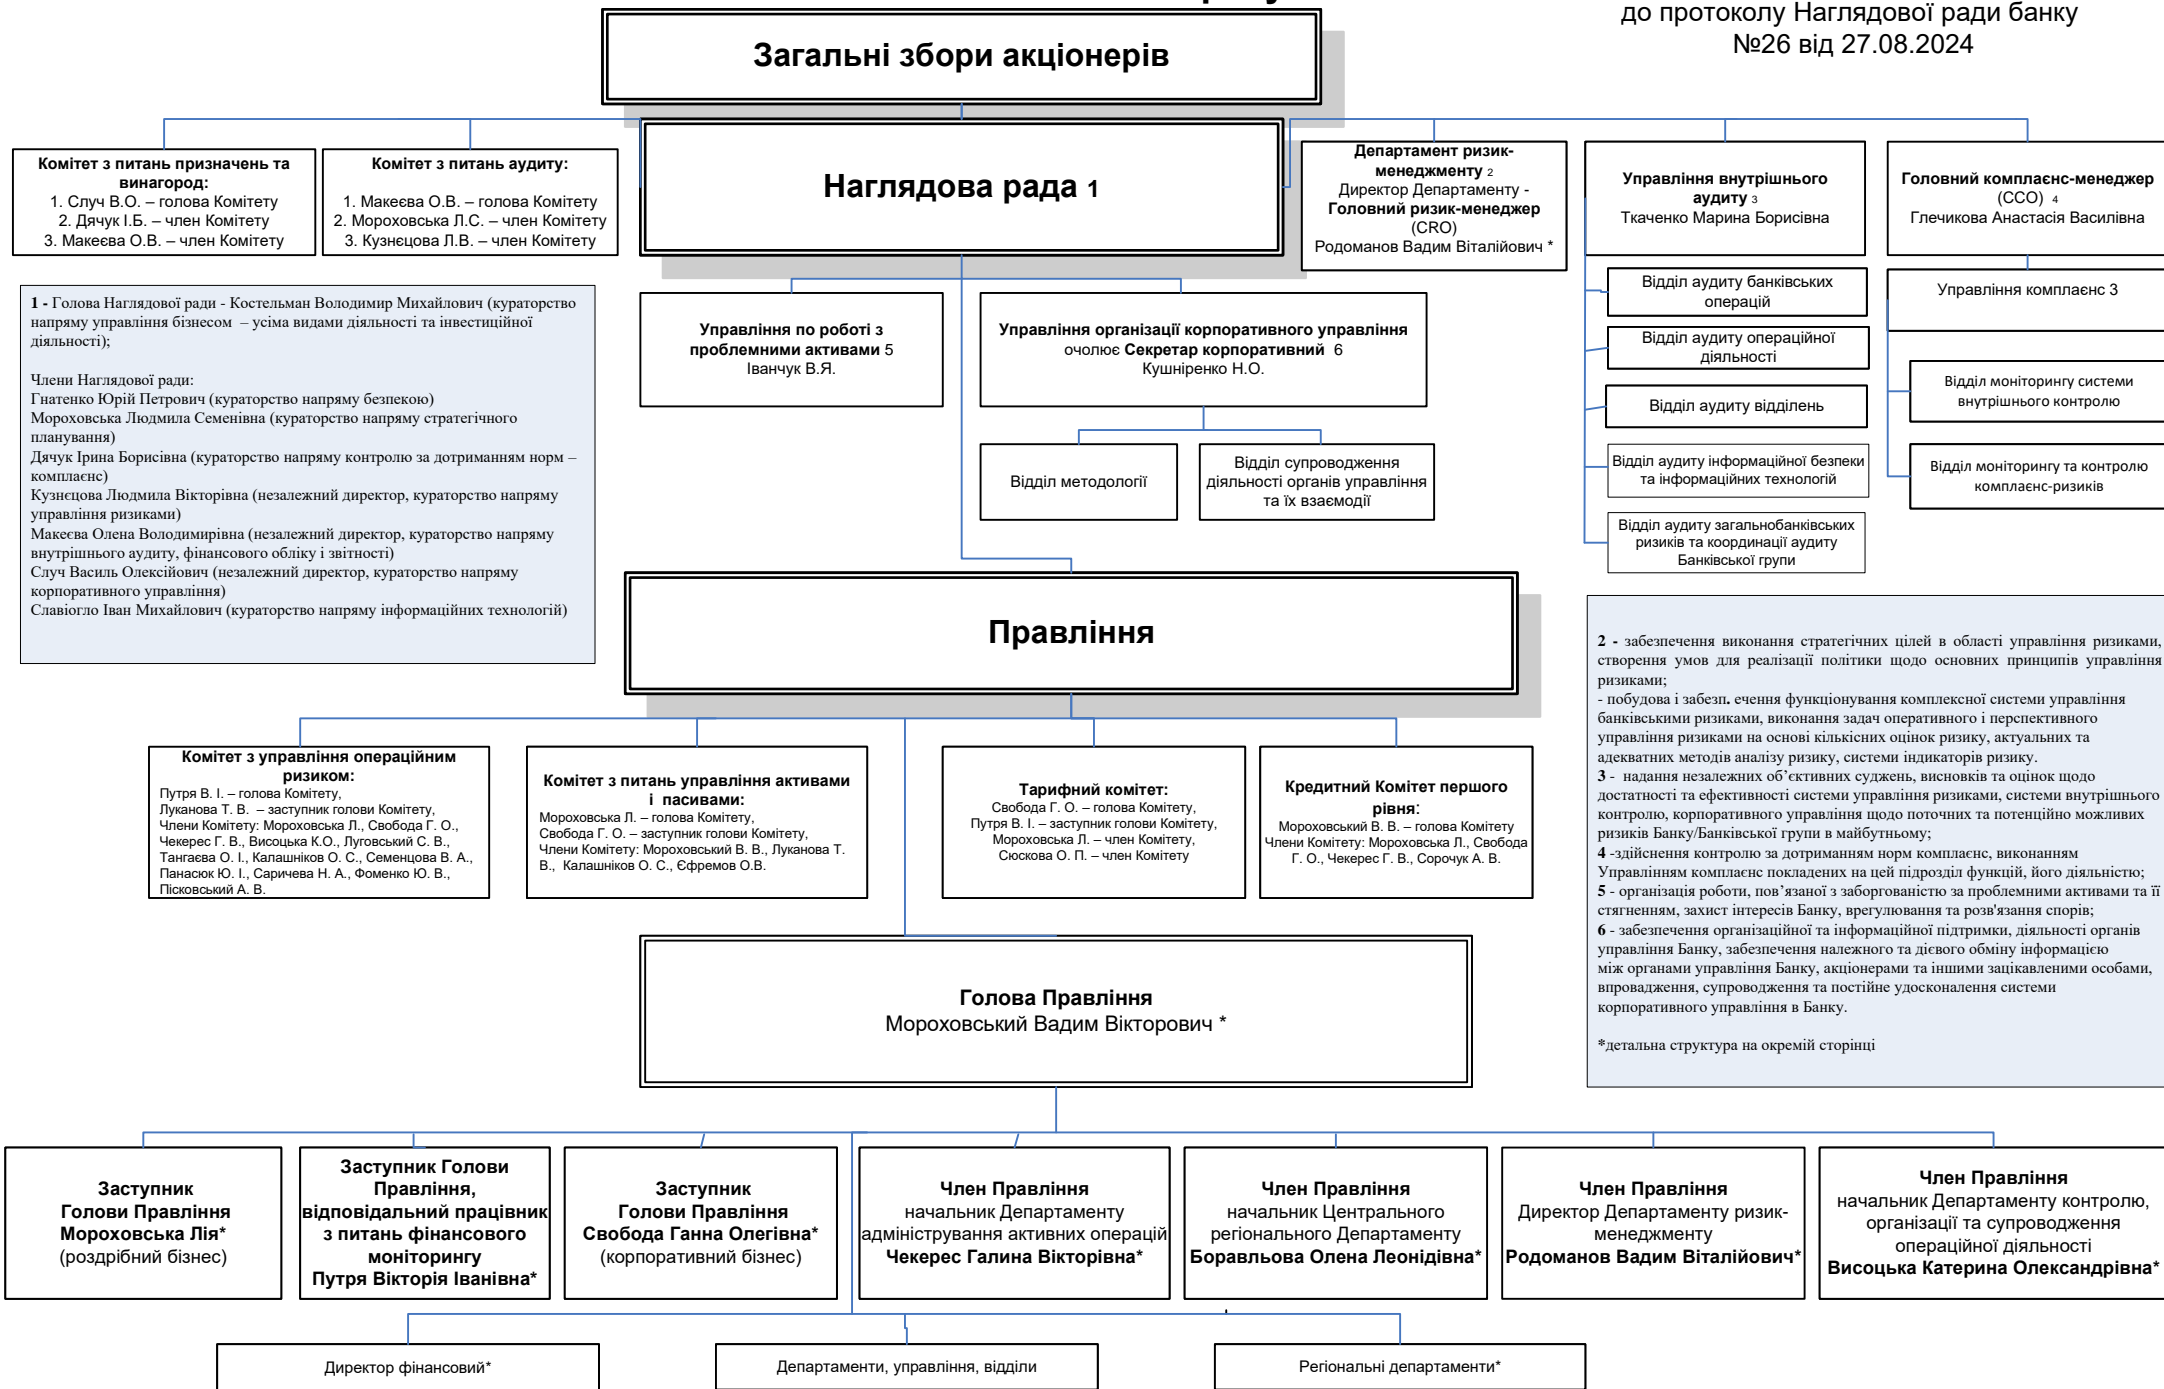 до протоколу Наглядової ради банку
№26 від 27.08.2024
Загальні збори акціонерів
Наглядова рада 1
Комітет з питань призначень та
винагород:
1. Случ В.О. – голова Комітету
2. Дячук І.Б. – член Комітету
3. Макеєва О.В. – член Комітету
Комітет з питань аудиту:
1. Макеєва О.В. – голова Комітету
2. Мороховська Л.С. – член Комітету
3. Кузнєцова Л.В. – член Комітету
Департамент ризик-
менеджменту 2
Директор Департаменту -
Головний ризик-менеджер
(CRO)
Родоманов Вадим Віталійович *
Управління внутрішнього
аудиту 3
Ткаченко Марина Борисівна
Головний комплаєнс-менеджер
(CCO) 4
Глечикова Анастасія Василівна
Відділ аудиту банківських
операцій
Відділ аудиту операційної
діяльності
Відділ аудиту відділень
Відділ аудиту інформаційної безпеки
та інформаційних технологій
Відділ аудиту загальнобанківських
ризиків та координації аудиту
Банківської групи
Управління комплаєнс 3
Відділ моніторингу системи
внутрішнього контролю
Відділ моніторингу та контролю
комплаєнс-ризиків
1 - Голова Наглядової ради - Костельман Володимир Михайлович (кураторство
напряму управління бізнесом – усіма видами діяльності та інвестиційної
діяльності);
Члени Наглядової ради:
Гнатенко Юрій Петрович (кураторство напряму безпекою)
Мороховська Людмила Семенівна (кураторство напряму стратегічного
планування)
Дячук Ірина Борисівна (кураторство напряму контролю за дотриманням норм –
комплаєнс)
Кузнєцова Людмила Вікторівна (незалежний директор, кураторство напряму
управління ризиками)
Макеєва Олена Володимирівна (незалежний директор, кураторство напряму
внутрішнього аудиту, фінансового обліку і звітності)
Случ Василь Олексійович (незалежний директор, кураторство напряму
корпоративного управління)
Славіогло Іван Михайлович (кураторство напряму інформаційних технологій)
Управління по роботі з
проблемними активами 5
Іванчук В.Я.
Управління організації корпоративного управління
очолює Секретар корпоративний 6
Кушніренко Н.О.
Відділ методології
Відділ супроводження
діяльності органів управління
та їх взаємодії
Правління
2 - забезпечення виконання стратегічних цілей в області управління ризиками,
створення умов для реалізації політики щодо основних принципів управління
ризиками;
- побудова і забезп. ечення функціонування комплексної системи управління
банківськими ризиками, виконання задач оперативного і перспективного
управління ризиками на основі кількісних оцінок ризику, актуальних та
адекватних методів аналізу ризику, системи індикаторів ризику.
3 - надання незалежних об’єктивних суджень, висновків та оцінок щодо
достатності та ефективності системи управління ризиками, системи внутрішнього
контролю, корпоративного управління щодо поточних та потенційно можливих
ризиків Банку/Банківської групи в майбутньому;
4 -здійснення контролю за дотриманням норм комплаєнс, виконанням
Управлінням комплаєнс покладених на цей підрозділ функцій, його діяльністю;
5 - організація роботи, пов’язаної з заборгованістю за проблемними активами та її
стягненням, захист інтересів Банку, врегулювання та розв'язання спорів;
6 - забезпечення організаційної та інформаційної підтримки, діяльності органів
управління Банку, забезпечення належного та дієвого обміну інформацією
між органами управління Банку, акціонерами та іншими зацікавленими особами,
впровадження, супроводження та постійне удосконалення системи
корпоративного управління в Банку.
*детальна структура на окремій сторінці
Комітет з управління операційним
ризиком:
Путря В. І. – голова Комітету,
Луканова Т. В. – заступник голови Комітету,
Члени Комітету: Мороховська Л., Свобода Г. О.,
Чекерес Г. В., Висоцька К.О., Луговський С. В.,
Тангаєва О. І., Калашніков О. С., Семенцова В. А.,
Панасюк Ю. І., Саричева Н. А., Фоменко Ю. В.,
Пісковський А. В.
Комітет з питань управління активами
і пасивами:
Мороховська Л. – голова Комітету,
Свобода Г. О. – заступник голови Комітету,
Члени Комітету: Мороховський В. В., Луканова Т.
В., Калашніков О. С., Єфремов О.В.
Тарифний комітет:
Свобода Г. О. – голова Комітету,
Путря В. І. – заступник голови Комітету,
Мороховська Л. – член Комітету,
Сюскова О. П. – член Комітету
Кредитний Комітет першого
рівня:
Мороховський В. В. – голова Комітету
Члени Комітету: Мороховська Л., Свобода
Г. О., Чекерес Г. В., Сорочук А. В.
Голова Правління
Мороховський Вадим Вікторович *
Заступник
Голови Правління
Мороховська Лія*
(роздрібний бізнес)
Заступник Голови
Правління,
відповідальний працівник
з питань фінансового
моніторингу
Путря Вікторія Іванівна*
Заступник
Голови Правління
Свобода Ганна Олегівна*
(корпоративний бізнес)
Член Правління
начальник Департаменту
адміністрування активних операцій
Чекерес Галина Вікторівна*
Член Правління
начальник Центрального
регіонального Департаменту
Боравльова Олена Леонідівна*
Член Правління
Директор Департаменту ризик-
менеджменту
Родоманов Вадим Віталійович*
Член Правління
начальник Департаменту контролю,
організації та супроводження
операційної діяльності
Висоцька Катерина Олександрівна*
Директор фінансовий*
Департаменти, управління, відділи
Регіональні департаменти*